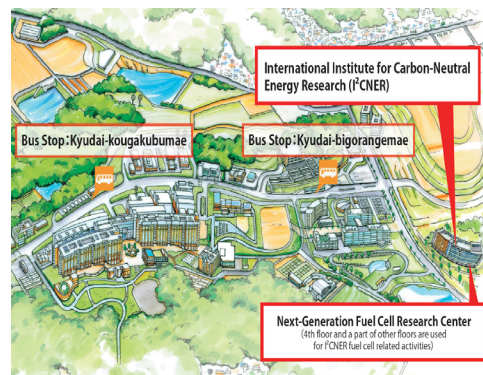 International Institute for Carbon-Neutral
Energy Research (I²CNER)
Bus Stop:Kyudai-kougakubumae
Bus Stop:Kyudai-bigorangemae
Next-Generation Fuel Cell Research Center
(4th floor and a part of other floors are used
for I²CNER fuel cell related activities)